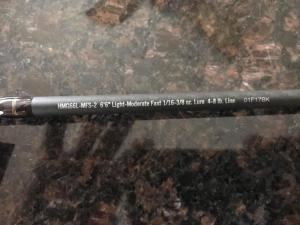 HMG66L-MFS-2 6'6" Light-Moderate Fast 1/16-3/8 oz. Lure 4-8 lb. Line 01F17BK